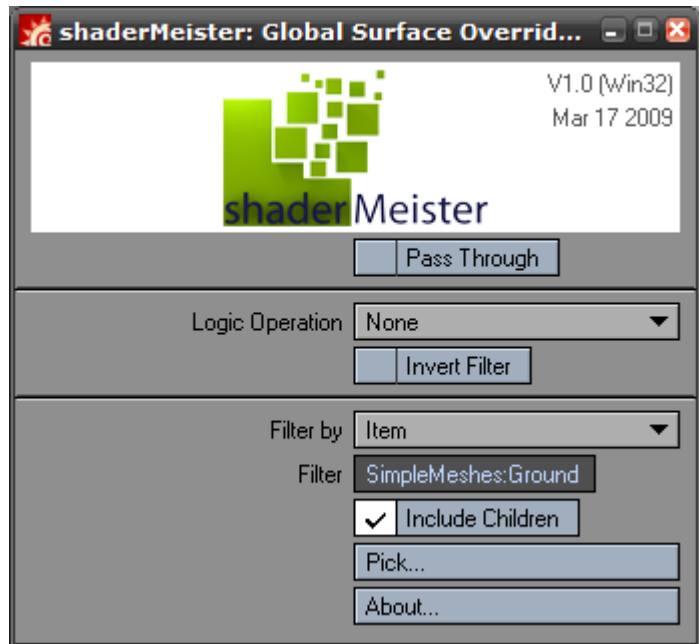 shaderMeister: Global Surface Overrid...
V1.0 (Win32)
Mar 17 2009
shaderMeister
Pass Through
Logic Operation None
Invert Filter
Filter by Item
Filter SimpleMeshes:Ground
Include Children
Pick...
About...